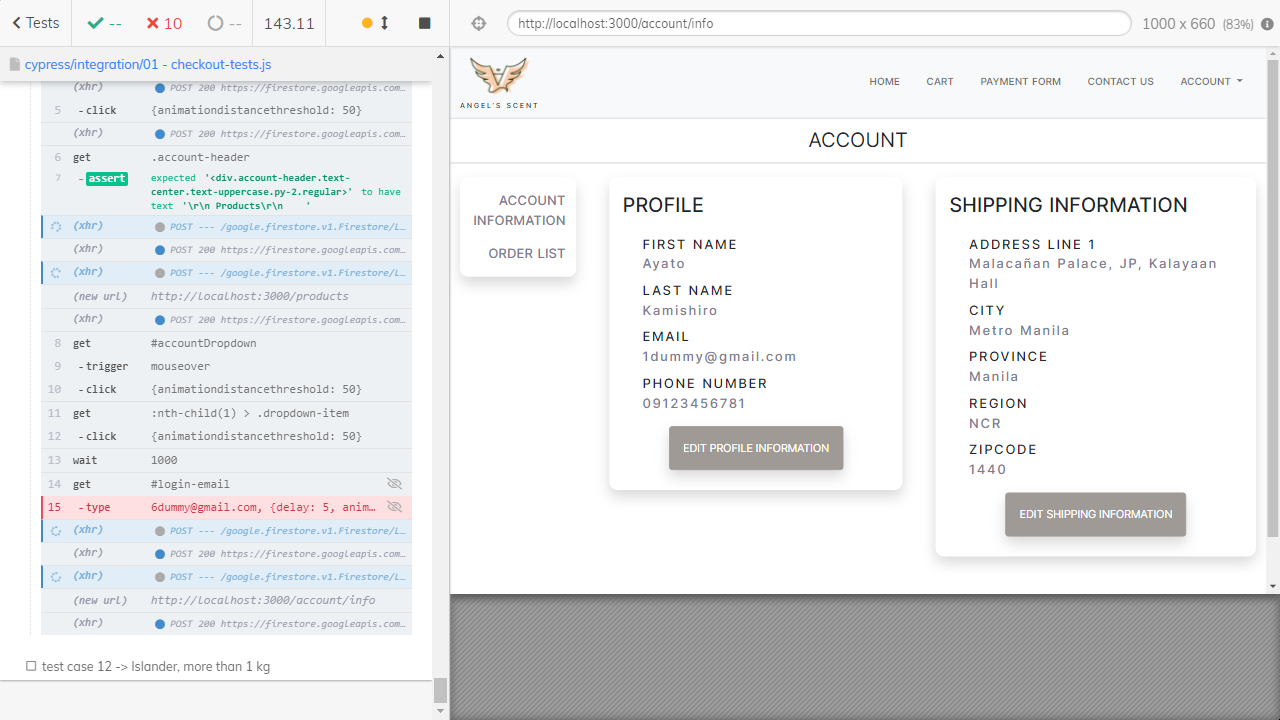 Tests
--
10
--
143.11
http://localhost:3000/account/info
1000 x 660 (83%)
cypress/integration/01 - checkout-tests.js
(xhr) POST 200 https://firestore.googleapis.com…
5 -click {animationdistancethreshold: 50}
(xhr) POST 200 https://firestore.googleapis.com…
6 get .account-header
7 -assert expected '<div.account-header.text-
center.text-uppercase.py-2.regular>' to have
text '\r\n Products\r\n '
(xhr) POST --- /google.firestore.v1.Firestore/L…
(xhr) POST 200 https://firestore.googleapis.com…
(xhr) POST --- /google.firestore.v1.Firestore/L…
(new url) http://localhost:3000/products
(xhr) POST 200 https://firestore.googleapis.com…
8 get #accountDropdown
9 -trigger mouseover
10 -click {animationdistancethreshold: 50}
11 get :nth-child(1) > .dropdown-item
12 -click {animationdistancethreshold: 50}
13 wait 1000
14 get #login-email
15 -type 6dummy@gmail.com, {delay: 5, anim…
(xhr) POST --- /google.firestore.v1.Firestore/L…
(xhr) POST 200 https://firestore.googleapis.com…
(xhr) POST --- /google.firestore.v1.Firestore/L…
(new url) http://localhost:3000/account/info
(xhr) POST 200 https://firestore.googleapis.com…
test case 12 -> Islander, more than 1 kg
ANGEL'S SCENT
HOME CART PAYMENT FORM CONTACT US ACCOUNT
ACCOUNT
ACCOUNT
INFORMATION
ORDER LIST
PROFILE
FIRST NAME
Ayato
LAST NAME
Kamishiro
EMAIL
1dummy@gmail.com
PHONE NUMBER
09123456781
EDIT PROFILE INFORMATION
SHIPPING INFORMATION
ADDRESS LINE 1
Malacañan Palace, JP, Kalayaan
Hall
CITY
Metro Manila
PROVINCE
Manila
REGION
NCR
ZIPCODE
1440
EDIT SHIPPING INFORMATION